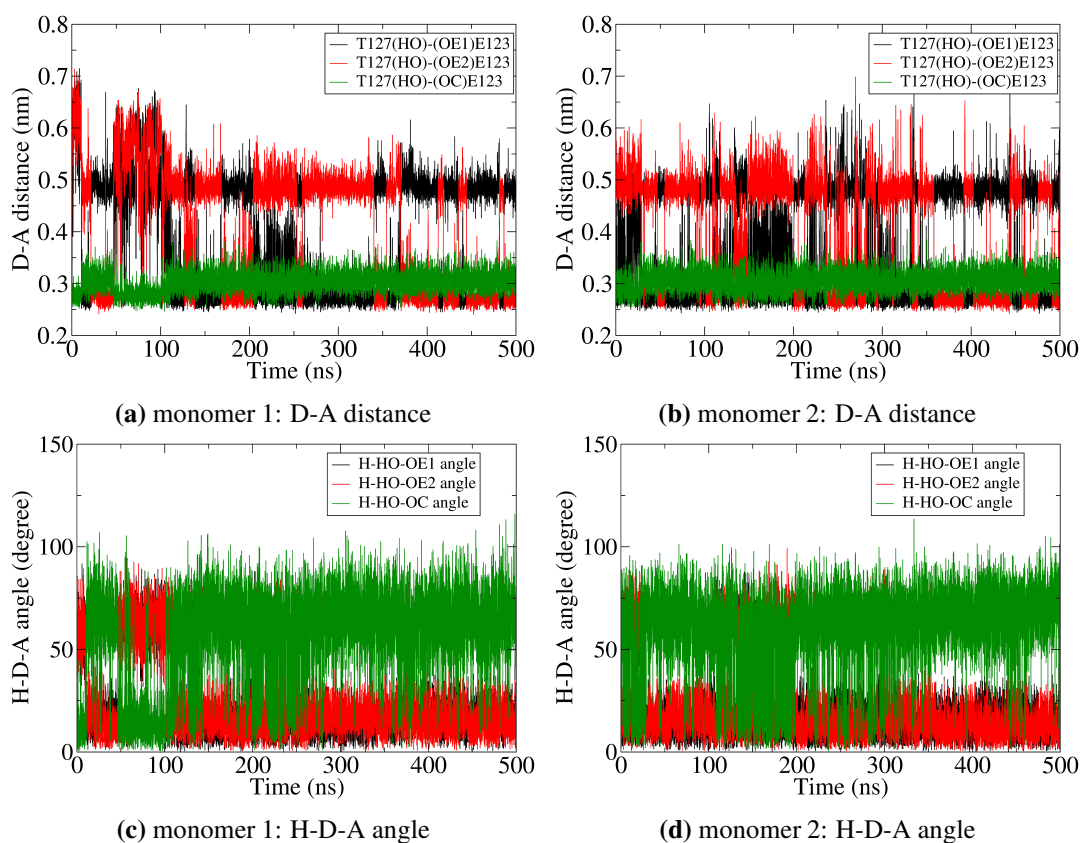 0.8
0.7
0.6
0.5
0.4
0.3
0.2
D-A distance (nm)
T127(HO)-(OE1)E123
T127(HO)-(OE2)E123
T127(HO)-(OC)E123
0 100 200 300 400 500
Time (ns)
(a) monomer 1: D-A distance
0.8
0.7
0.6
0.5
0.4
0.3
0.2
D-A distance (nm)
T127(HO)-(OE1)E123
T127(HO)-(OE2)E123
T127(HO)-(OC)E123
0 100 200 300 400 500
Time (ns)
(b) monomer 2: D-A distance
150
100
50
0
H-D-A angle (degree)
H-HO-OE1 angle
H-HO-OE2 angle
H-HO-OC angle
0 100 200 300 400 500
Time (ns)
(c) monomer 1: H-D-A angle
150
100
50
0
H-D-A angle (degree)
H-HO-OE1 angle
H-HO-OE2 angle
H-HO-OC angle
0 100 200 300 400 500
Time (ns)
(d) monomer 2: H-D-A angle